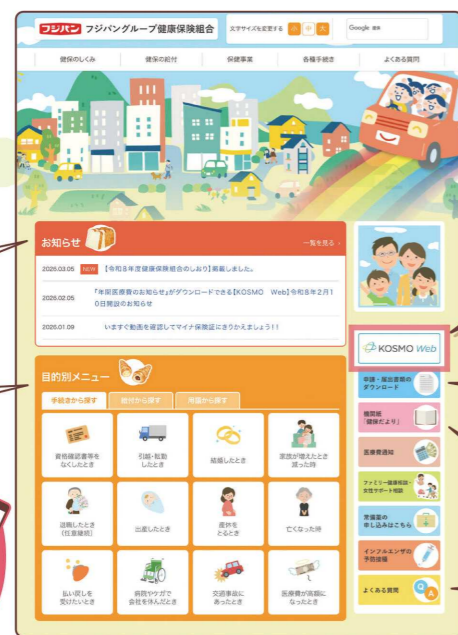 フジパン フジパングループ健康保険組合
文字サイズを変更する 小 中 大
Google 検索
健保のしくみ 健保の給付 保健事業 各種手続き よくある質問
お知らせ
一覧を見る
2026.03.05 NEW 【令和8年度健康保険組合のしおり】掲載しました。
2026.02.05 「年間医療費のお知らせ」がダウンロードできる【KOSMO Web】令和8年2月1
0日開設のお知らせ
2026.01.09 いますぐ動画を確認してマイナ保険証にきりかえましょう!!
目的別メニュー
手続きから探す 給付から探す 用語から探す
資格確認書等を
なくしたとき
引越・転勤
したとき
結婚したとき
家族が増えたとき
減った時
退職したとき
(任意継続)
出産したとき
産休を
とるとき
亡くなった時
払い戻しを
受けたいとき
病院やケガで
会社を休んだとき
交通事故に
あったとき
医療費が高額に
なったとき
KOSMO Web
申請・届出書類の
ダウンロード
機関紙
「健保だより」
医療費通知
ファミリー健康相談・
女性サポート相談
常備薬の
申し込みはこちら
インフルエンザの
予防接種
よくある質問
Q
A